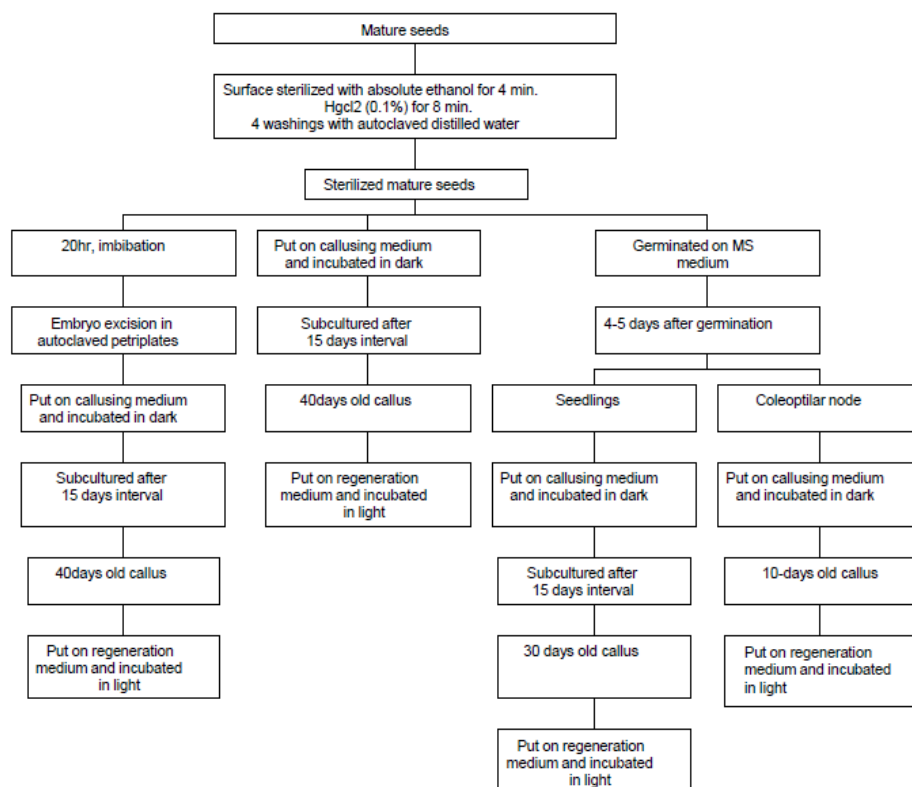 Mature seeds
Surface sterilized with absolute ethanol for 4 min.
Hgcl2 (0.1%) for 8 min.
4 washings with autoclaved distilled water
Sterilized mature seeds
20hr, imbibation
Embryo excision in
autoclaved petriplates
Put on callusing medium
and incubated in dark
Subcultured after
15 days interval
40days old callus
Put on regeneration
medium and incubated
in light
Put on callusing medium
and incubated in dark
Subcultured after
15 days interval
40days old callus
Put on regeneration
medium and incubated
in light
Germinated on MS
medium
4-5 days after germination
Seedlings
Put on callusing medium
and incubated in dark
Subcultured after
15 days interval
30 days old callus
Put on regeneration
medium and incubated
in light
Coleoptilar node
Put on callusing medium
and incubated in dark
10-days old callus
Put on regeneration
medium and incubated
in light